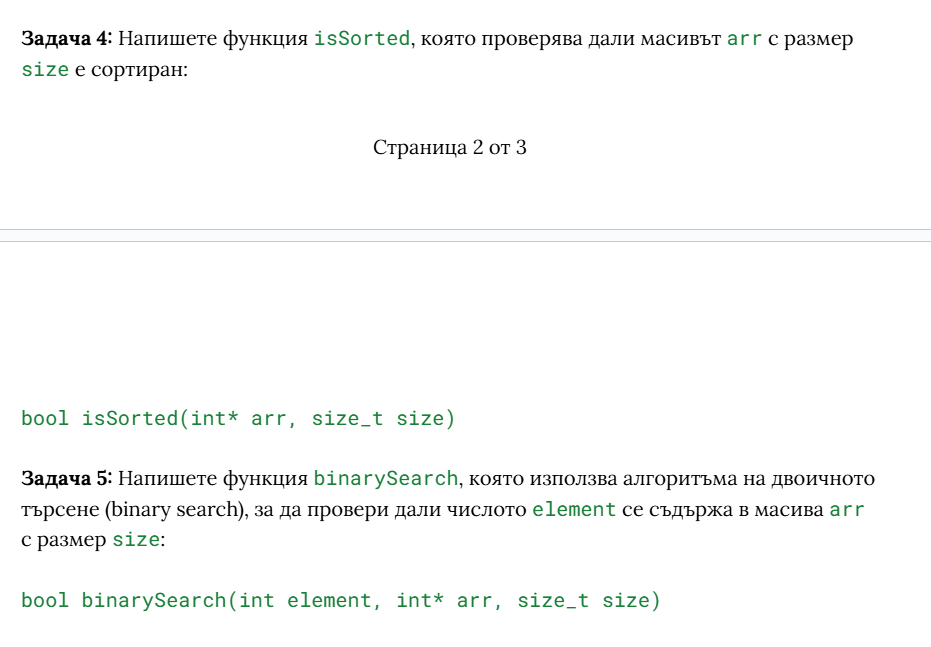 Задача 4: Напишете функция isSorted, която проверява дали масивът arr с размер
size е сортиран:
Страница 2 от 3
bool isSorted(int* arr, size_t size)
Задача 5: Напишете функция binarySearch, която използва алгоритъма на двоичното
търсене (binary search), за да провери дали числото element се съдържа в масива arr
с размер size:
bool binarySearch(int element, int* arr, size_t size)